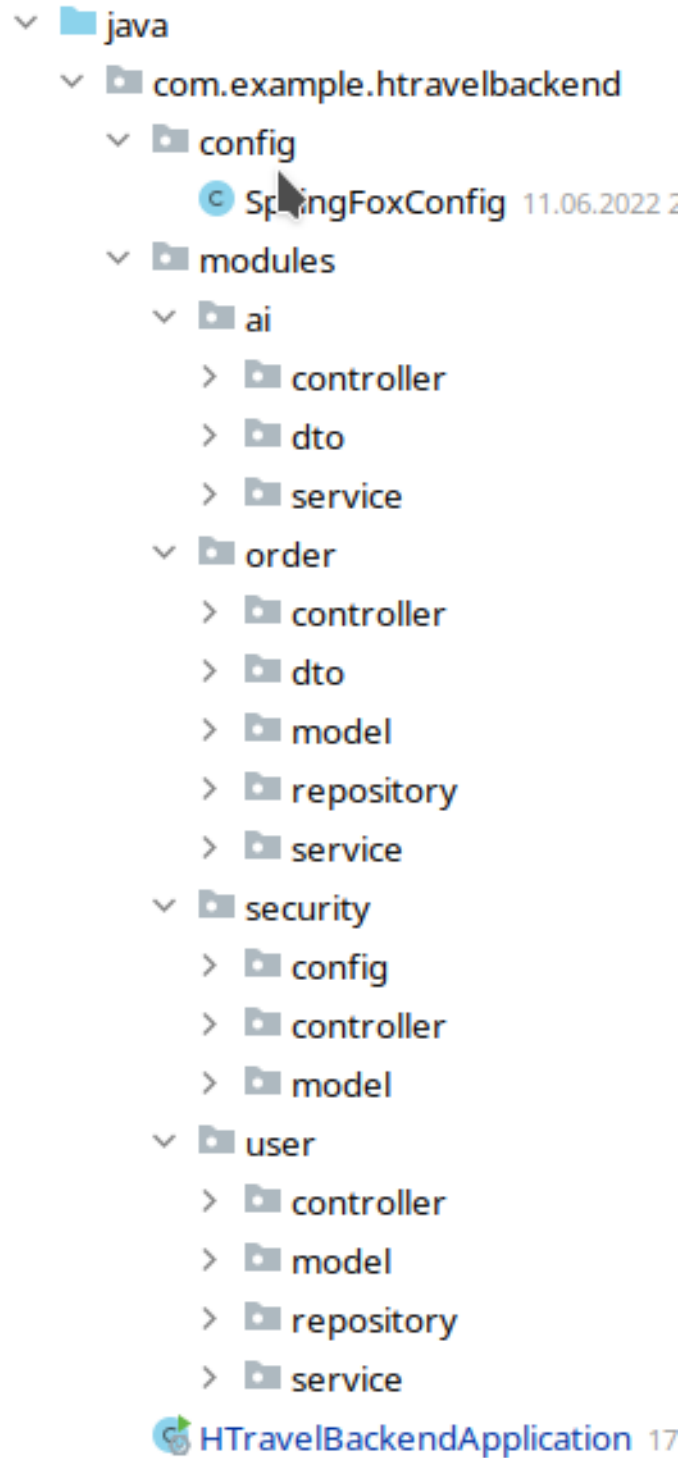 java
com.example.htravelbackend
config
SpringFoxConfig 11.06.2022 2
modules
ai
controller
dto
service
order
controller
dto
model
repository
service
security
config
controller
model
user
controller
model
repository
service
HTravelBackendApplication 17